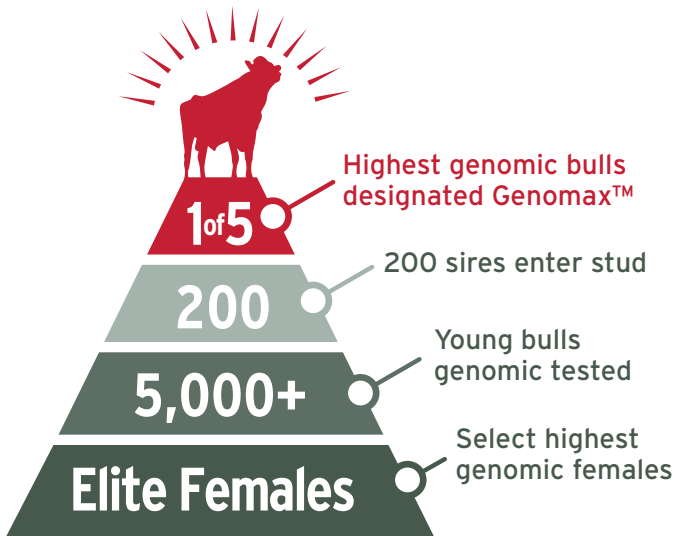 Highest genomic bulls
designated Genomax™
1of5
200 sires enter stud
200
Young bulls
genomic tested
5,000+
Select highest
genomic females
Elite Females